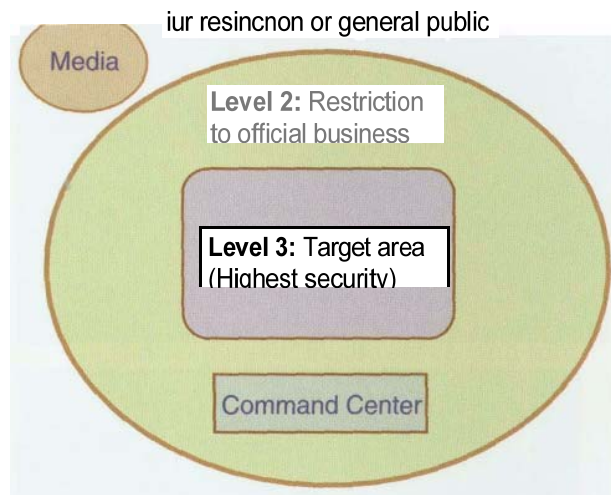 iur resincnon or general public
Media
Level 2: Restriction
to official business
Level 3: Target area
(Highest security)
Command Center